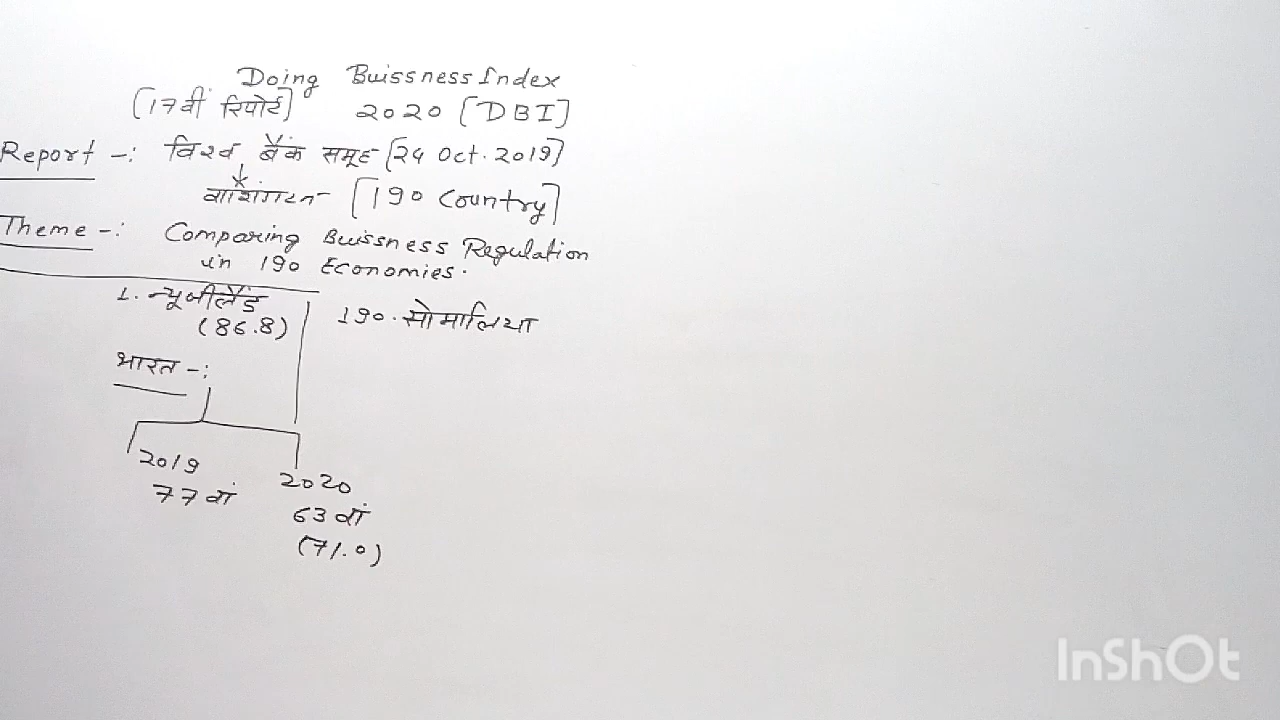 Doing Buissness Index
(17वीं रिपोर्ट] 2020 [DBI]
Report -: विश्व बैंक समूह [24 Oct. 2019]
वाशिंगटन [190 Country]
Theme -: Comparing Buissness Regulation
in 190 Economies.
1. न्यूजीलैंड
(86.8)
190. सोमालिया
भारत -:
2019
77वां
2020
63वां
(71.0)
InShOt